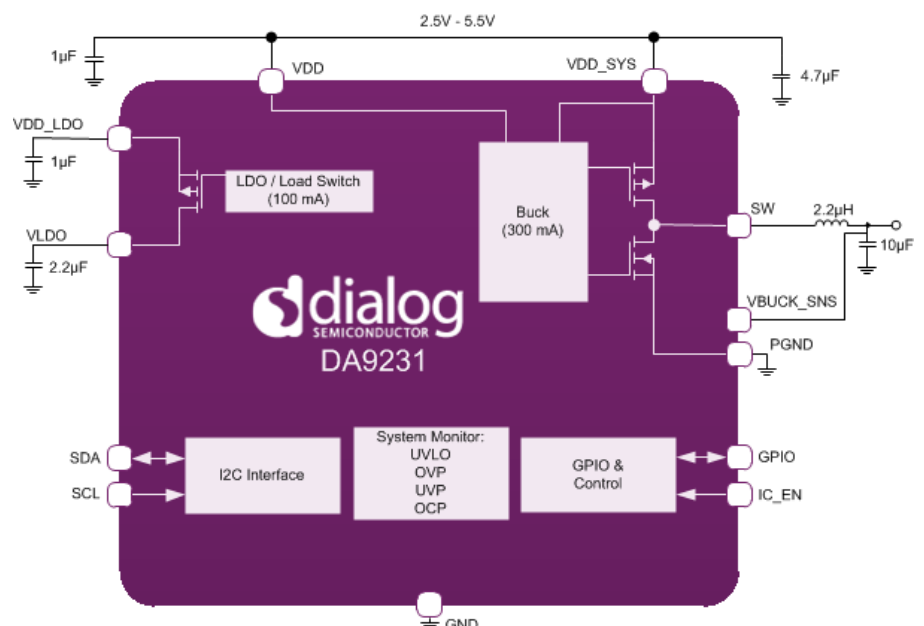 2.5V - 5.5V
1µF
VDD
VDD_SYS
4.7µF
VDD_LDO
1µF
LDO / Load Switch
(100 mA)
Buck
(300 mA)
SW
2.2µH
10µF
VLDO
2.2µF
dialog
SEMICONDUCTOR
DA9231
VBUCK_SNS
PGND
SDA
SCL
I2C Interface
System Monitor:
UVLO
OVP
UVP
OCP
GPIO &
Control
GPIO
IC_EN
GND